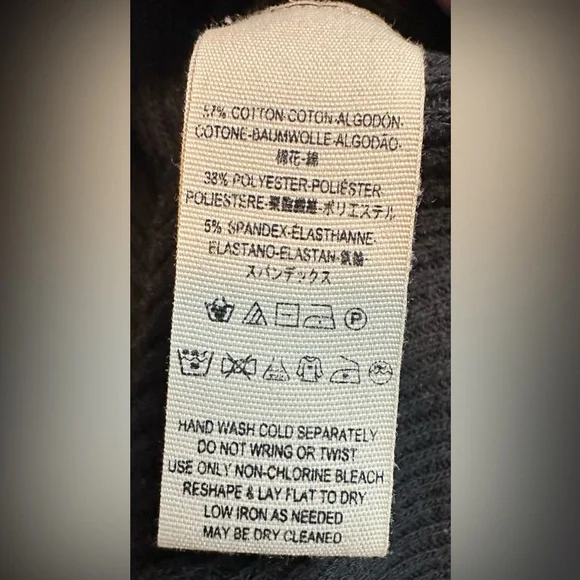 57% COTTON-COTON-ALGODÓN-
COTONE-BAUMWOLLE-ALGODÃO-
棉花-綿
38% POLYESTER-POLIÉSTER
POLIESTERE-聚酯纖維-ポリエステル
5% SPANDEX-ÉLASTHANNE-
ELASTANO-ELASTAN-氨綸-
スパンデックス
P
HAND WASH COLD SEPARATELY
DO NOT WRING OR TWIST
USE ONLY NON-CHLORINE BLEACH
RESHAPE & LAY FLAT TO DRY
LOW IRON AS NEEDED
MAY BE DRY CLEANED